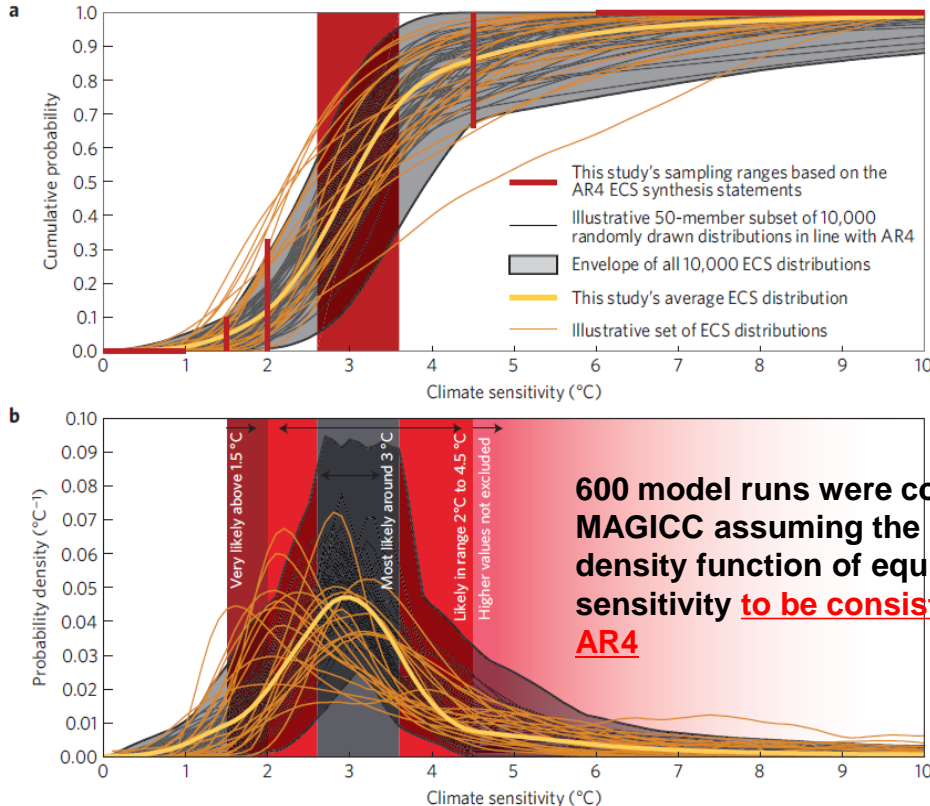 a
1.0
0.9
0.8
0.7
0.6
0.5
0.4
0.3
0.2
0.1
0.0
Cumulative probability
This study's sampling ranges based on the
AR4 ECS synthesis statements
Illustrative 50-member subset of 10,000
randomly drawn distributions in line with AR4
Envelope of all 10,000 ECS distributions
This study's average ECS distribution
Illustrative set of ECS distributions
0 1 2 3 4 5 6 7 8 9 10
Climate sensitivity (°C)
b
0.10
0.09
0.08
0.07
0.06
0.05
0.04
0.03
0.02
0.01
0.00
Probability density (°C⁻¹)
Very likely above 1.5 °C
Most likely around 3 °C
Likely in range 2°C to 4.5 °C
Higher values not excluded
600 model runs were co
MAGICC assuming the
density function of equ
sensitivity to be consis
AR4
0 1 2 3 4 5 6 7 8 9 10
Climate sensitivity (°C)